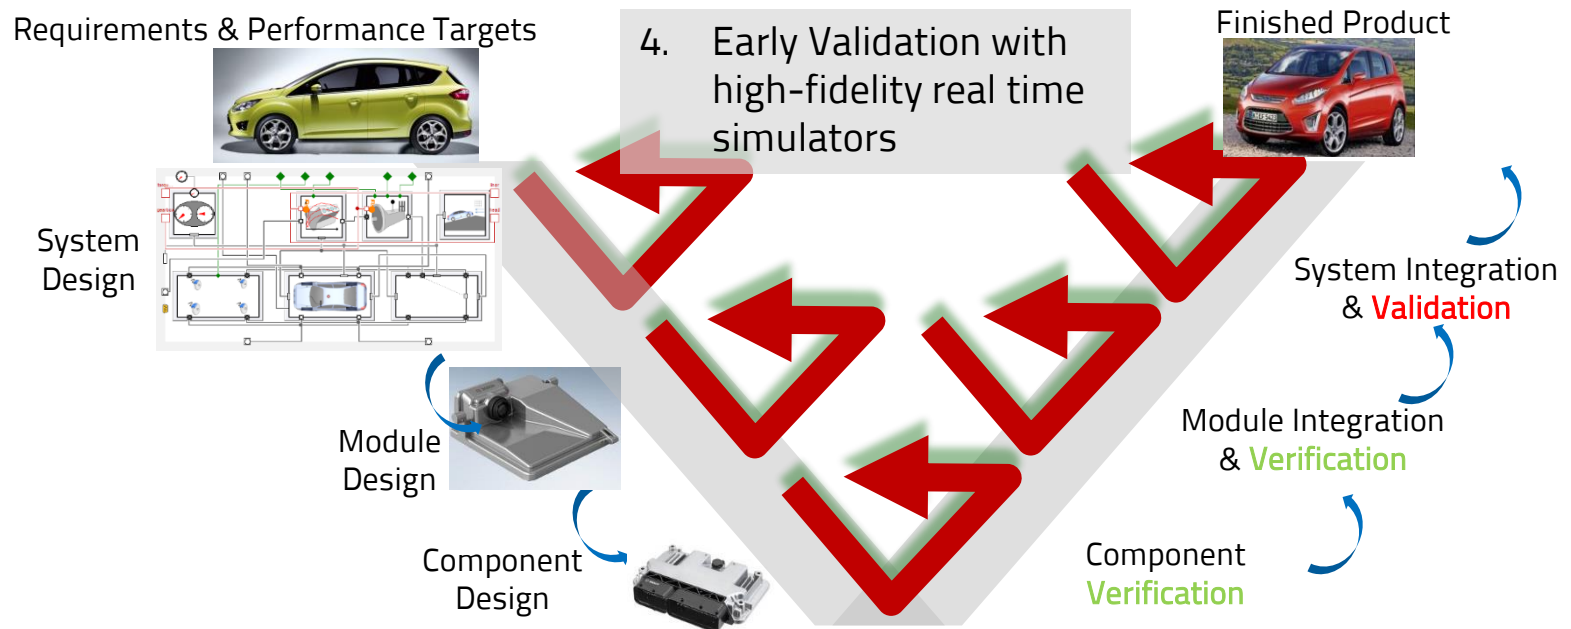 Requirements & Performance Targets
4. Early Validation with
high-fidelity real time
simulators
Finished Product
System
Design
Module
Design
Component
Design
System Integration
& Validation
Module Integration
& Verification
Component
Verification